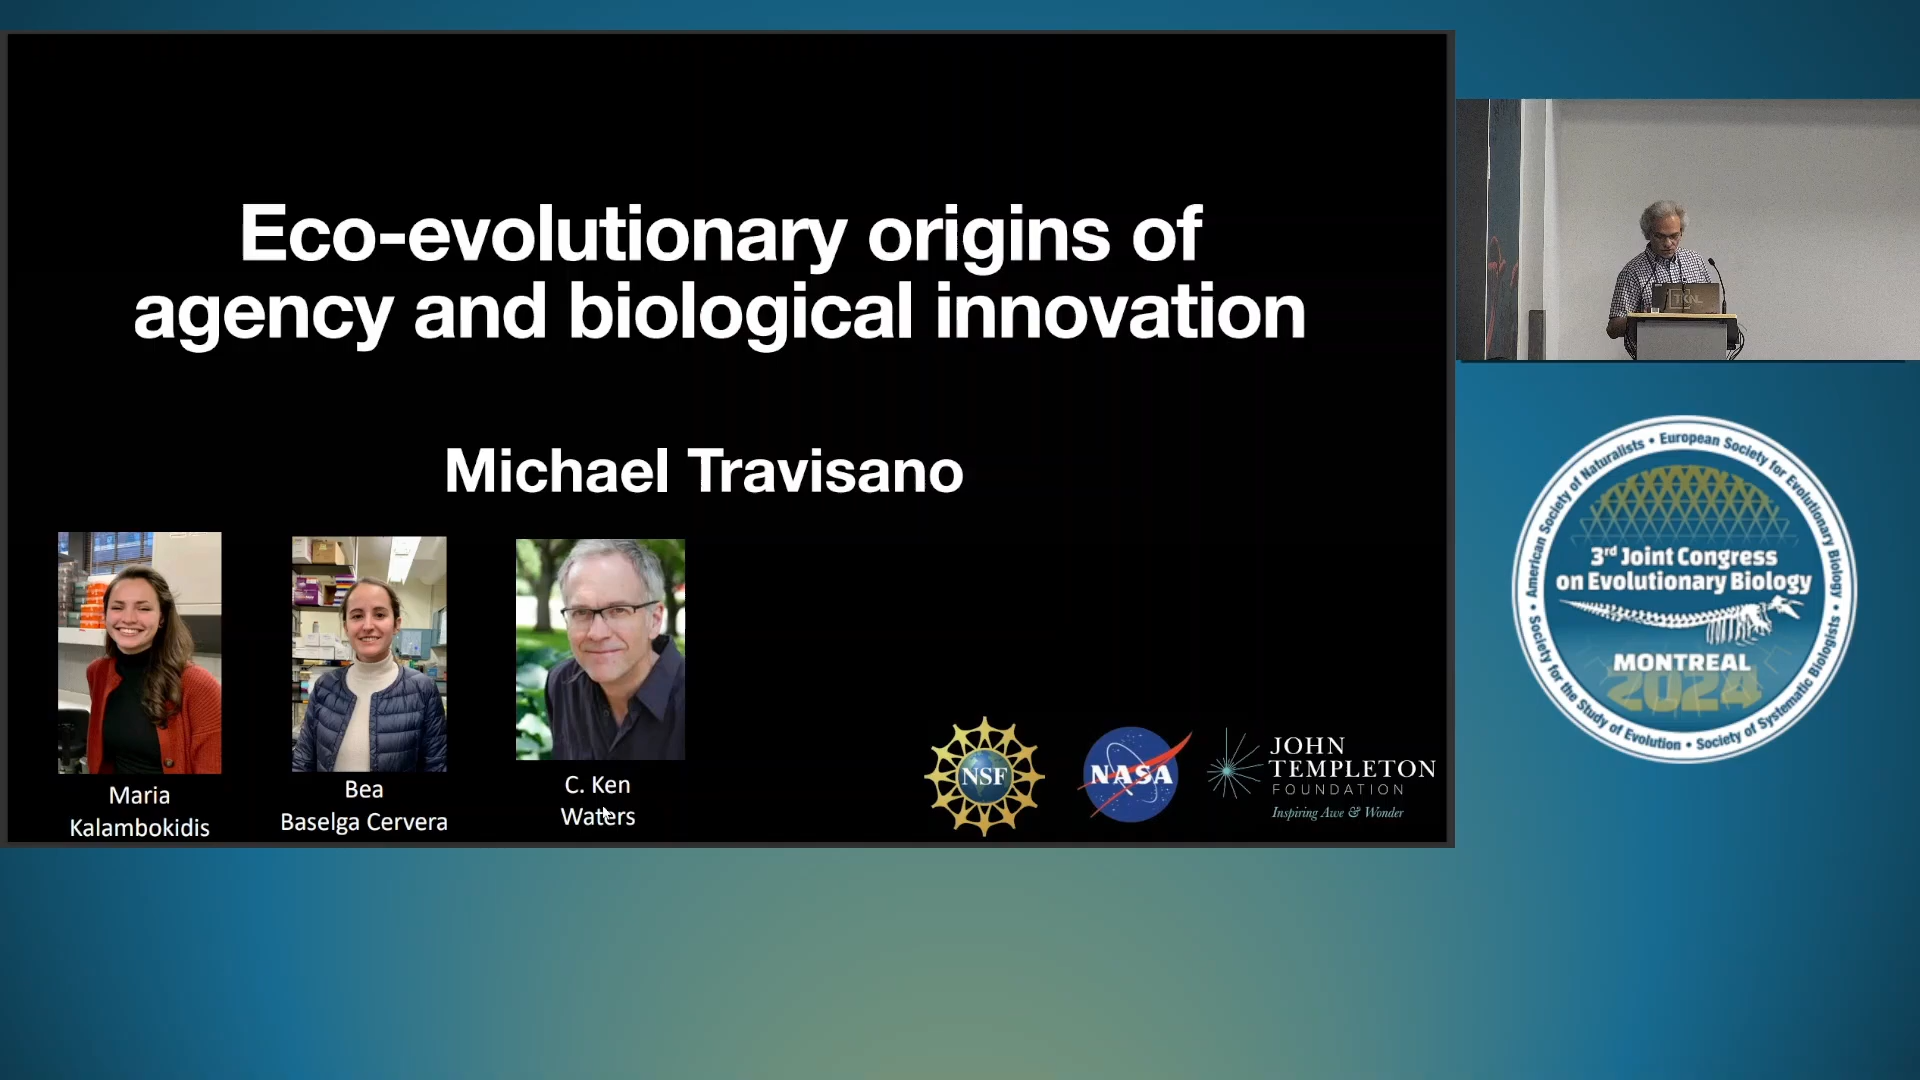 Eco-evolutionary origins of
agency and biological innovation
Michael Travisano
Maria
Kalambokidis
Bea
Baselga Cervera
C. Ken
Waters
NSF
NASA
JOHN
TEMPLETON
FOUNDATION
Inspiring Awe & Wonder
TKNL
American Society of Naturalists • European Society for Evolutionary Biology •
Society for the Study of Evolution • Society of Systematic Biologists •
3rd Joint Congress
on Evolutionary Biology
MONTREAL
2024